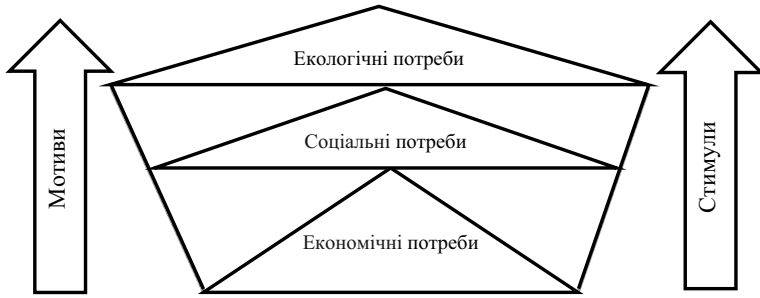 Екологічні потреби
Соціальні потреби
Економічні потреби
Мотиви
Стимули